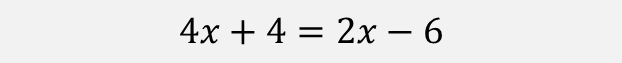 4𝑥 + 4 = 2𝑥 − 6